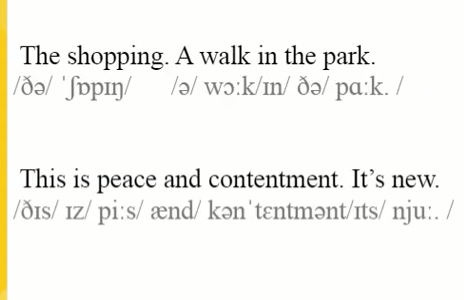 The shopping. A walk in the park.
/ðə/ ˈʃɒpɪŋ/ /ə/ wɔːk/ɪn/ ðə/ pɑːk. /
This is peace and contentment. It’s new.
/ðɪs/ ɪz/ piːs/ ænd/ kənˈtɛntmənt/ɪts/ njuː. /